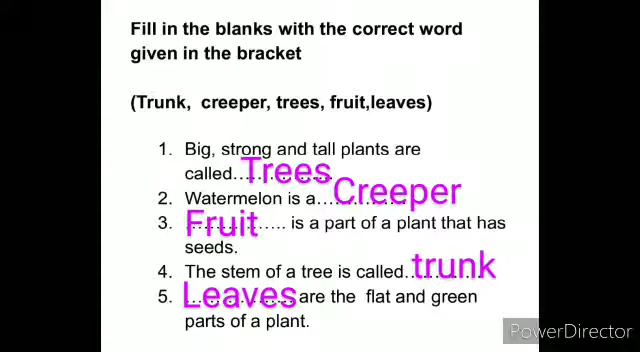 Fill in the blanks with the correct word
given in the bracket
(Trunk, creeper, trees, fruit,leaves)
1. Big, strong and tall plants are
called.............. Trees
2. Watermelon is a.............. Creeper
3. Fruit .............. is a part of a plant that has
seeds.
4. The stem of a tree is called.............. trunk
5. Leaves .............. are the flat and green
parts of a plant.
PowerDirector